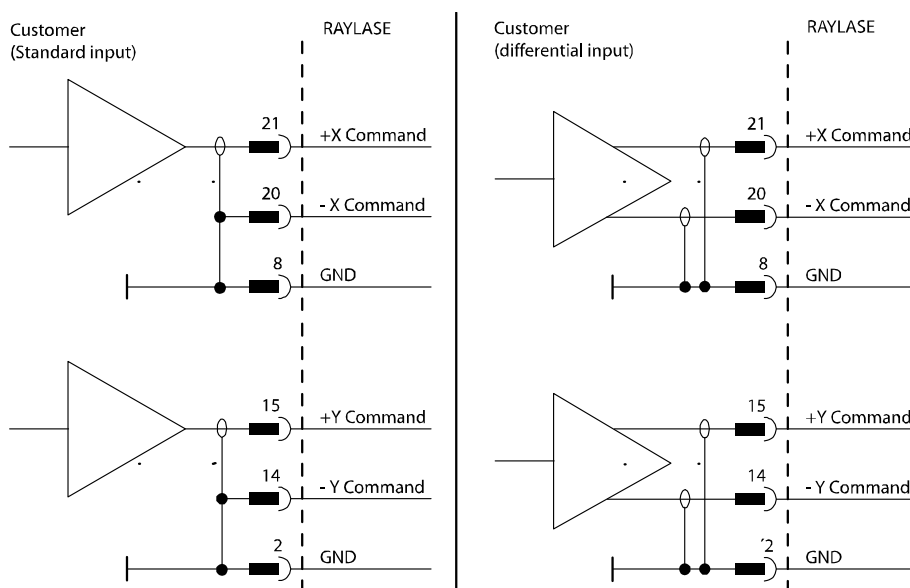 Customer
(Standard input)
RAYLASE
21
+X Command
20
- X Command
8
GND
15
+Y Command
14
- Y Command
2
GND
Customer
(differential input)
RAYLASE
21
+X Command
20
- X Command
8
GND
15
+Y Command
14
- Y Command
2
GND